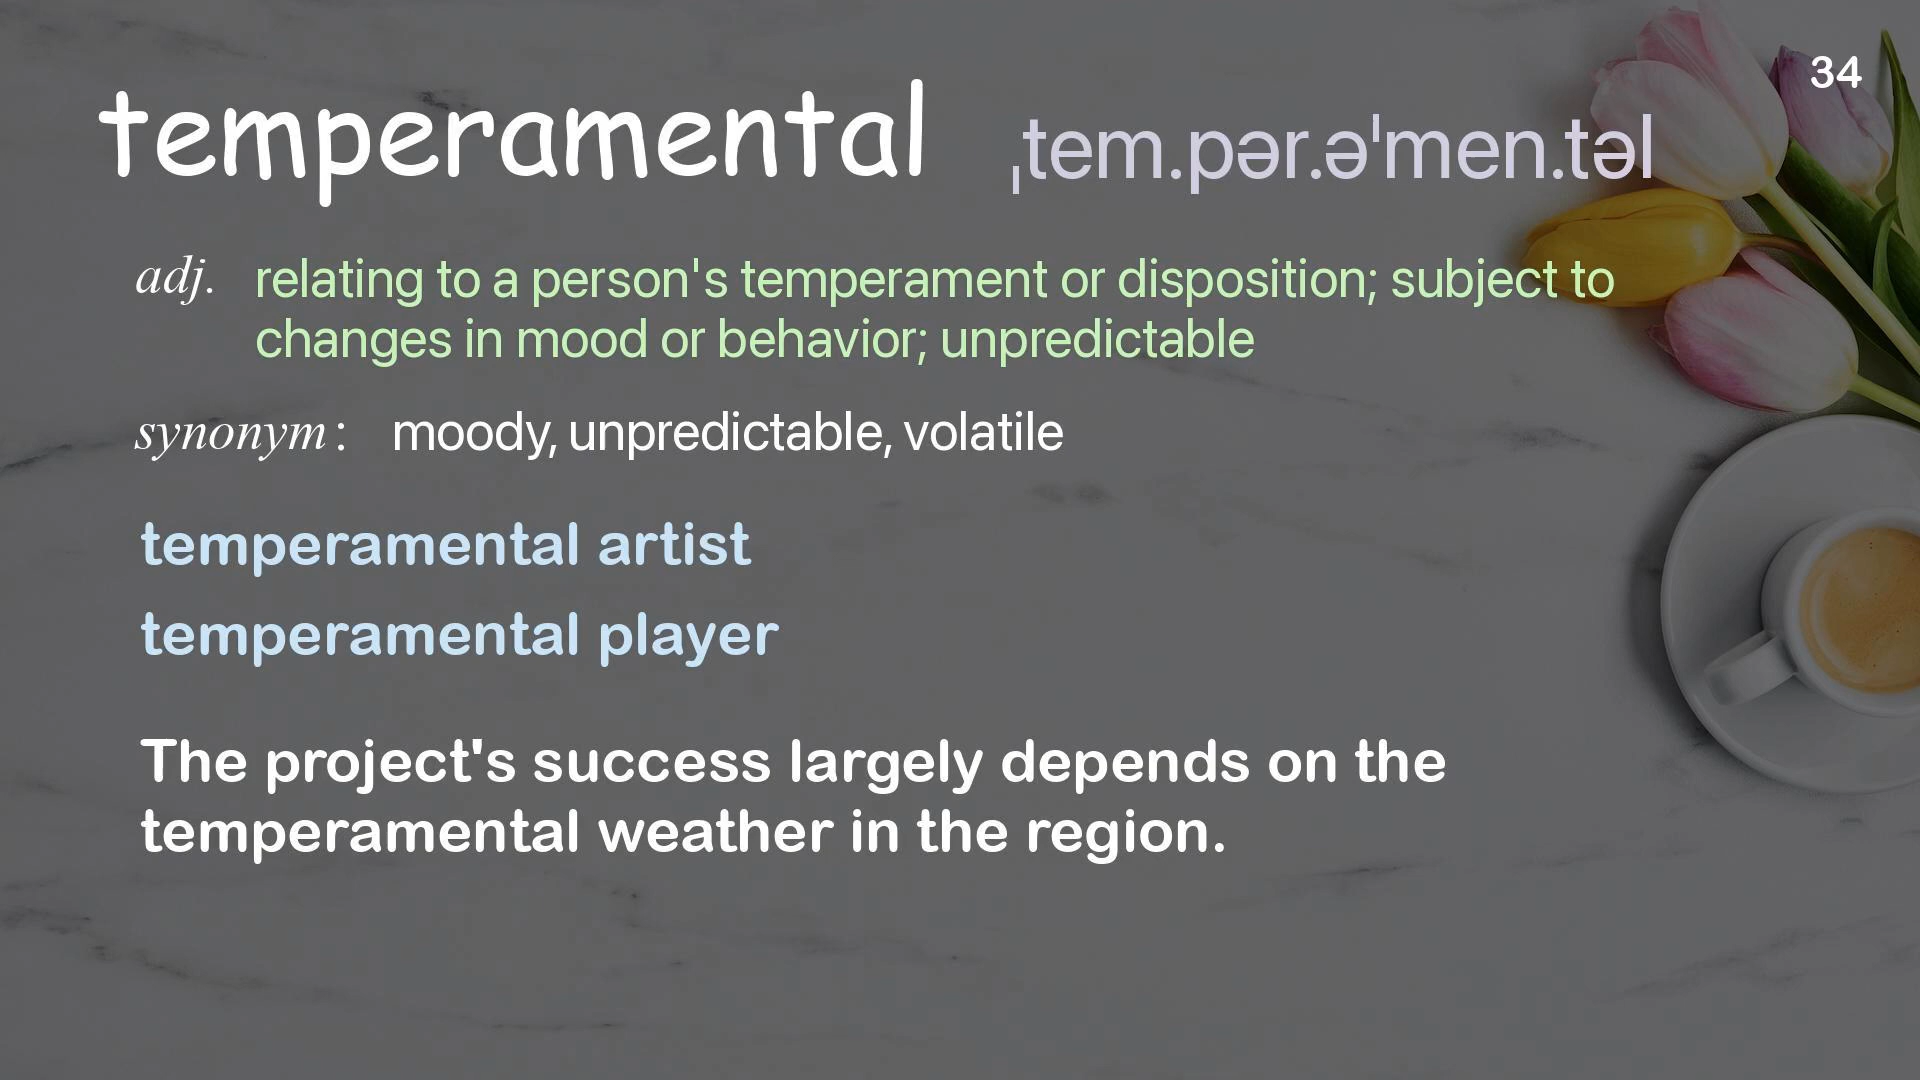 34
temperamental ˌtem.pər.əˈmen.təl
adj. relating to a person's temperament or disposition; subject to
changes in mood or behavior; unpredictable
synonym : moody, unpredictable, volatile
temperamental artist
temperamental player
The project's success largely depends on the
temperamental weather in the region.